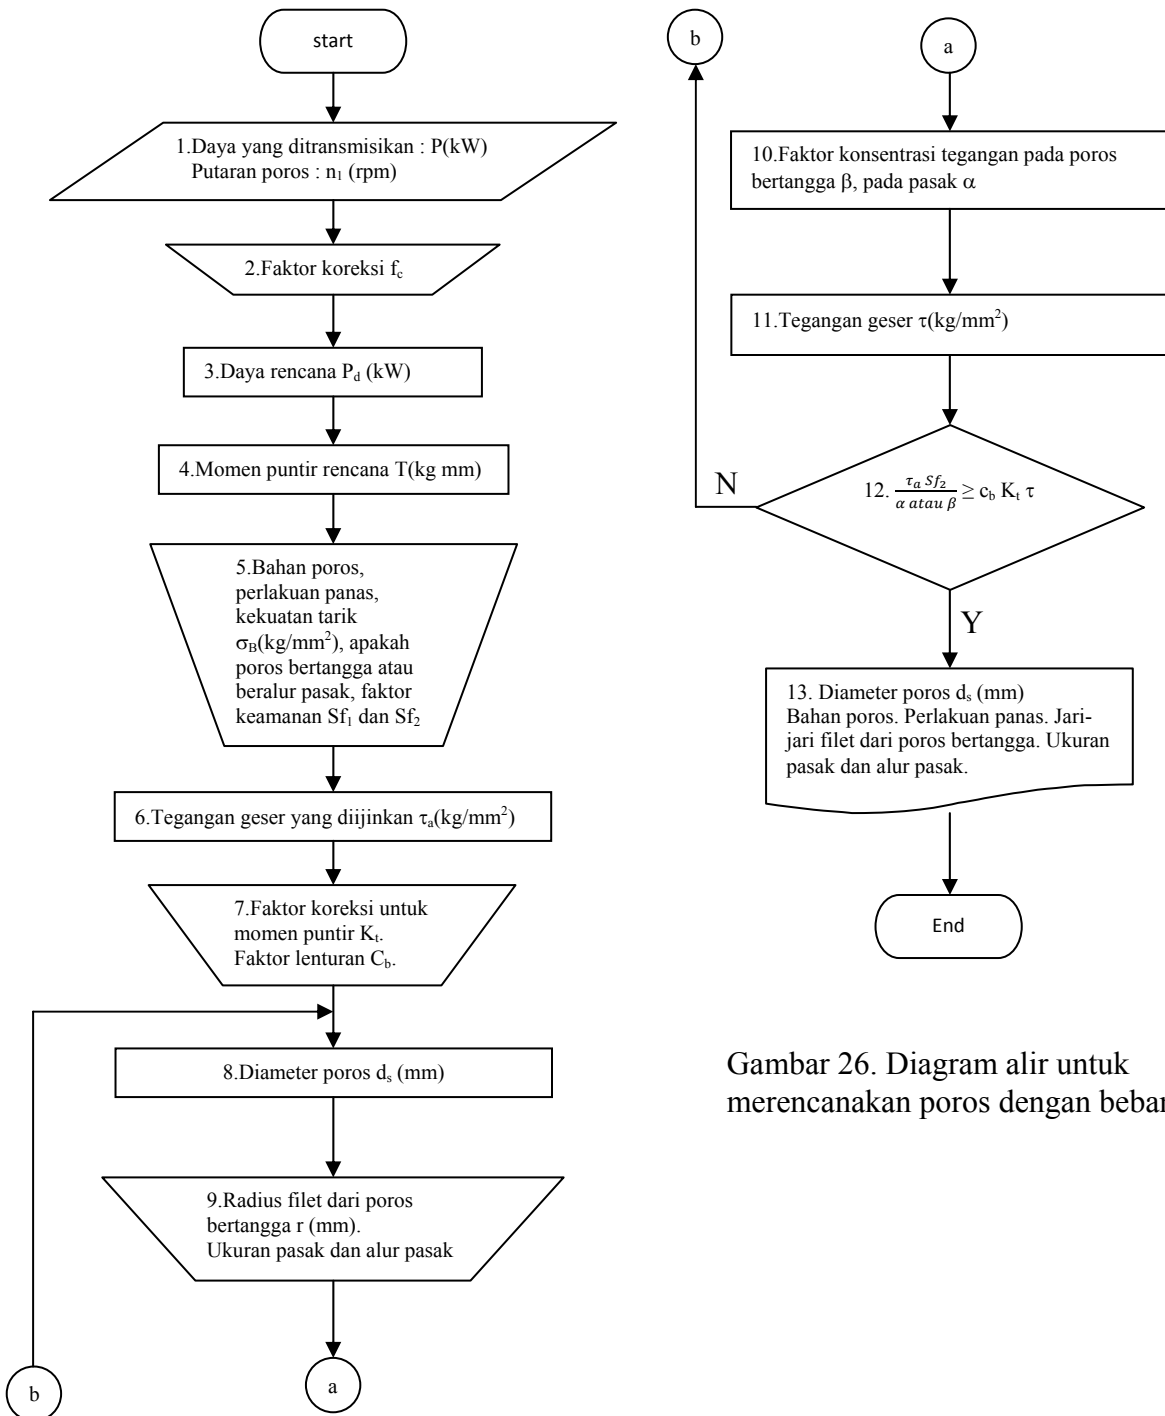 start
1.Daya yang ditransmisikan : P(kW)
Putaran poros : n₁ (rpm)
2.Faktor koreksi f_c
3.Daya rencana P_d (kW)
4.Momen puntir rencana T(kg mm)
5.Bahan poros,
perlakuan panas,
kekuatan tarik
σ_B(kg/mm²), apakah
poros bertangga atau
beralur pasak, faktor
keamanan Sf₁ dan Sf₂
6.Tegangan geser yang diijinkan τₐ(kg/mm²)
7.Faktor koreksi untuk
momen puntir Kₜ.
Faktor lenturan C_b.
8.Diameter poros dₛ (mm)
9.Radius filet dari poros
bertangga r (mm).
Ukuran pasak dan alur pasak
b
a
b
a
10.Faktor konsentrasi tegangan pada poros
bertangga β, pada pasak α
11.Tegangan geser τ(kg/mm²)
12. τₐ Sf₂ / α atau β ≥ c_b Kₜ τ
N
Y
13. Diameter poros dₛ (mm)
Bahan poros. Perlakuan panas. Jari-
jari filet dari poros bertangga. Ukuran
pasak dan alur pasak.
End
Gambar 26. Diagram alir untuk
merencanakan poros dengan beban